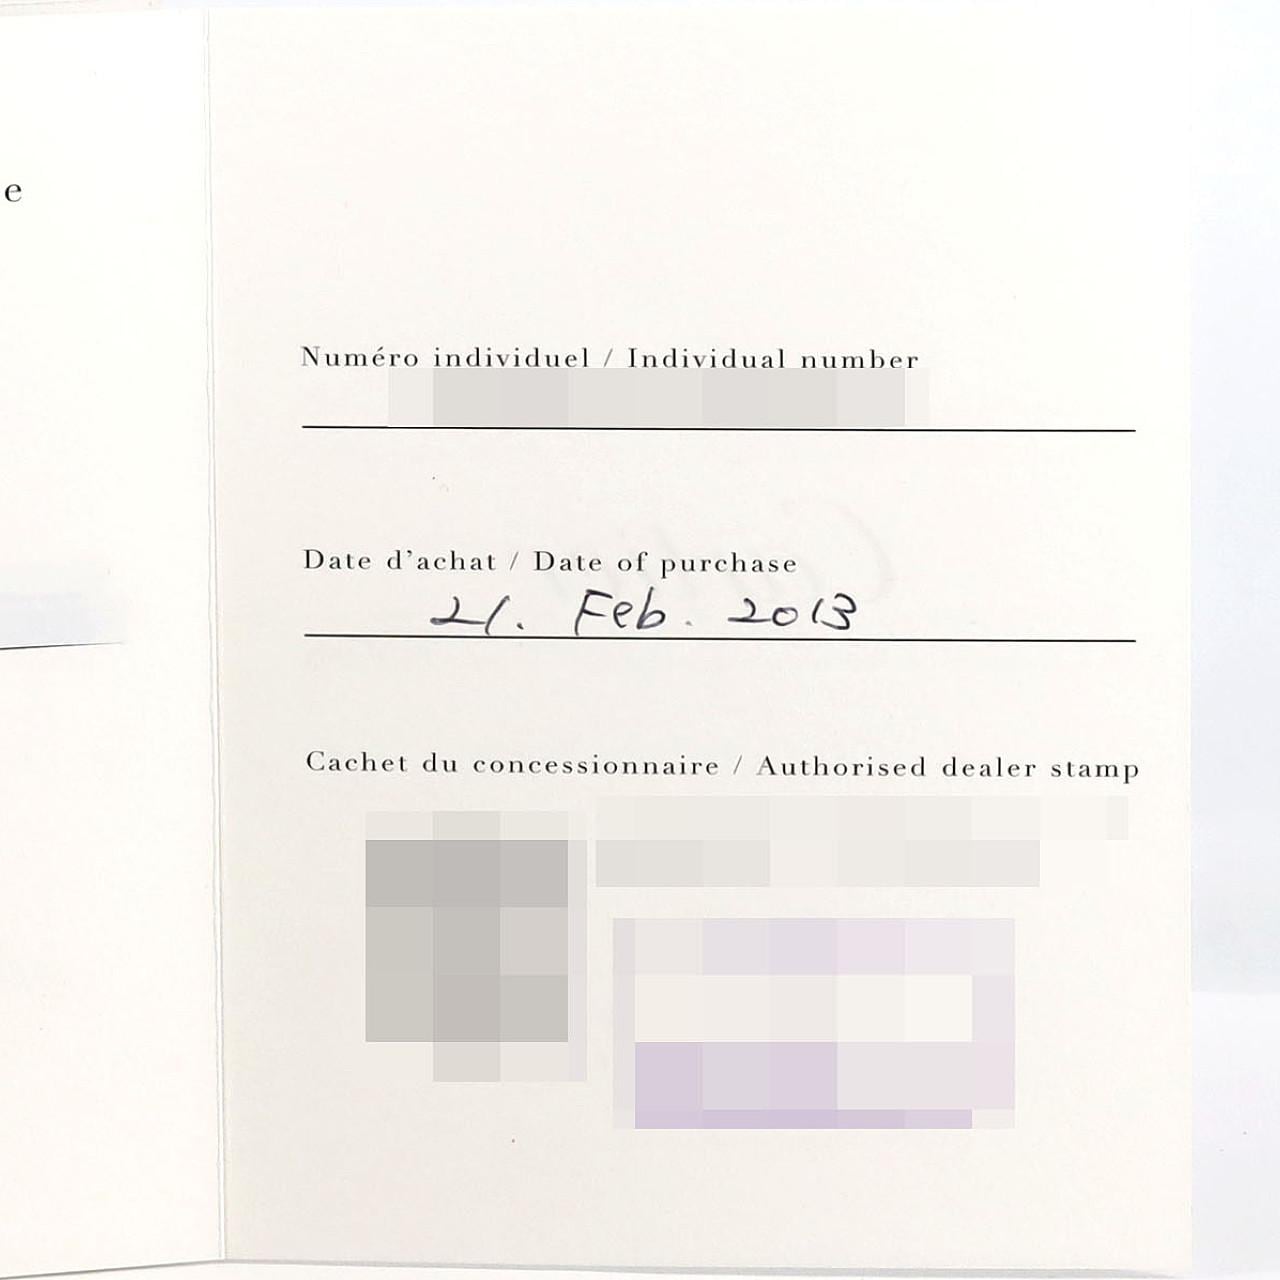 e
Numéro individuel / Individual number
Date d'achat / Date of purchase
21. Feb. 2013
Cachet du concessionnaire / Authorised dealer stamp